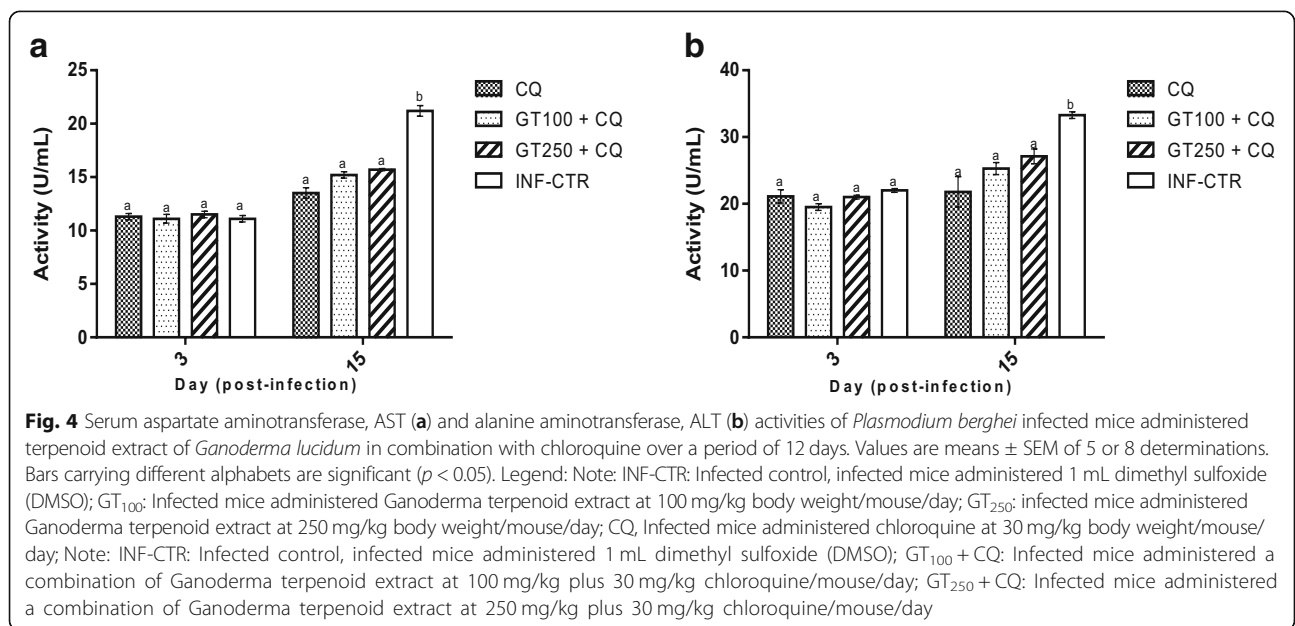 a
25
20
15
10
5
0
Activity (U/mL)
a a a a
a a a b
3 15
Day (post-infection)
CQ
GT100 + CQ
GT250 + CQ
INF-CTR
b
40
30
20
10
0
Activity (U/mL)
a a a a
a a a b
3 15
Day (post-infection)
CQ
GT100 + CQ
GT250 + CQ
INF-CTR
Fig. 4 Serum aspartate aminotransferase, AST (a) and alanine aminotransferase, ALT (b) activities of Plasmodium berghei infected mice administered
terpenoid extract of Ganoderma lucidum in combination with chloroquine over a period of 12 days. Values are means ± SEM of 5 or 8 determinations.
Bars carrying different alphabets are significant (p < 0.05). Legend: Note: INF-CTR: Infected control, infected mice administered 1 mL dimethyl sulfoxide
(DMSO); GT100: Infected mice administered Ganoderma terpenoid extract at 100 mg/kg body weight/mouse/day; GT250: infected mice administered
Ganoderma terpenoid extract at 250 mg/kg body weight/mouse/day; CQ, Infected mice administered chloroquine at 30 mg/kg body weight/mouse/
day; Note: INF-CTR: Infected control, infected mice administered 1 mL dimethyl sulfoxide (DMSO); GT100 + CQ: Infected mice administered a
combination of Ganoderma terpenoid extract at 100 mg/kg plus 30 mg/kg chloroquine/mouse/day; GT250 + CQ: Infected mice administered
a combination of Ganoderma terpenoid extract at 250 mg/kg plus 30 mg/kg chloroquine/mouse/day